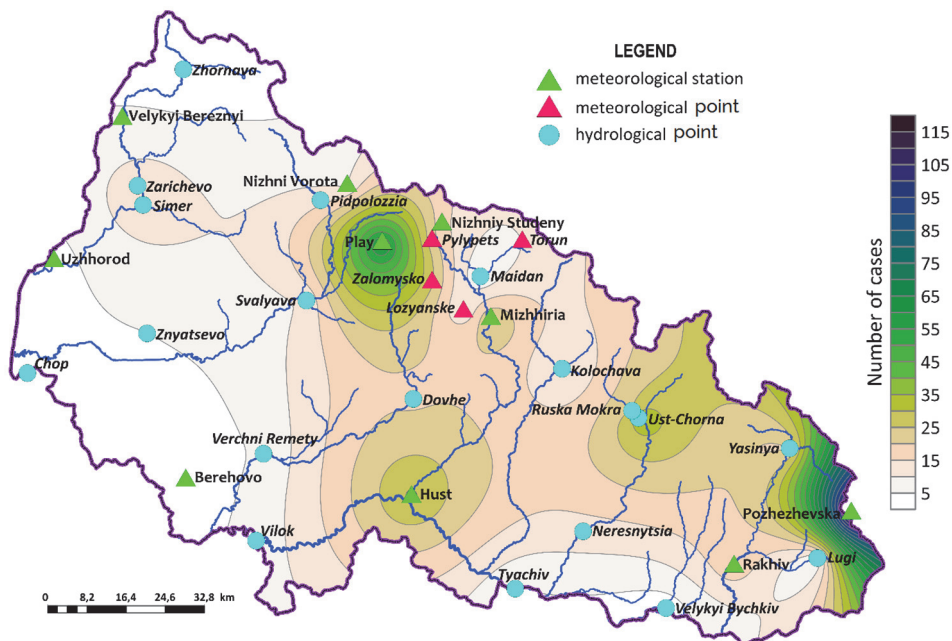 LEGEND
meteorological station
meteorological point
hydrological point
Zhornava
Velykyi Bereznyi
Zarichevo
Simer
Nizhni Vorota
Pidpolozzia
Nizhniy Studeny
Play
Pylypets
Torun
Uzhhorod
Zalomysko
Maidan
Svalyava
Lozyanske
Mizhhiria
Znyatsevo
Chop
Kolochava
Dovhe
Ruska Mokra
Ust-Chorna
Verchni Remety
Yasinya
Berehovo
Hust
Pozhezhevska
Vilok
Neresnytsia
Rakhiv
Lugi
Tyachiv
Velykyi Bychkiv
0 8,2 16,4 24,6 32,8 km
Number of cases
115
105
95
85
75
65
55
45
35
25
15
5